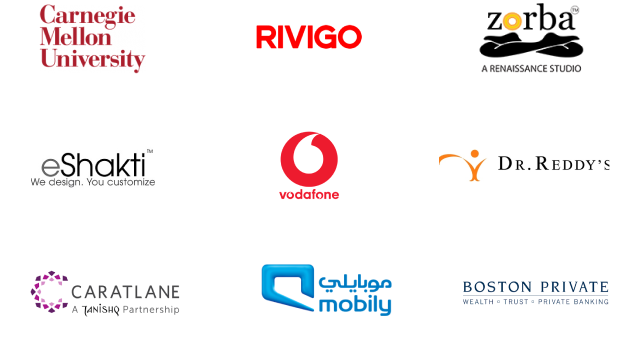 Carnegie
Mellon
University
RIVIGO
zorba TM
A RENAISSANCE STUDIO
eShakti TM
We design. You customize
vodafone
DR.REDDY'S
CARATLANE
A TANISHQ Partnership
موبايلي
mobily
BOSTON PRIVATE
WEALTH ▫ TRUST ▫ PRIVATE BANKING